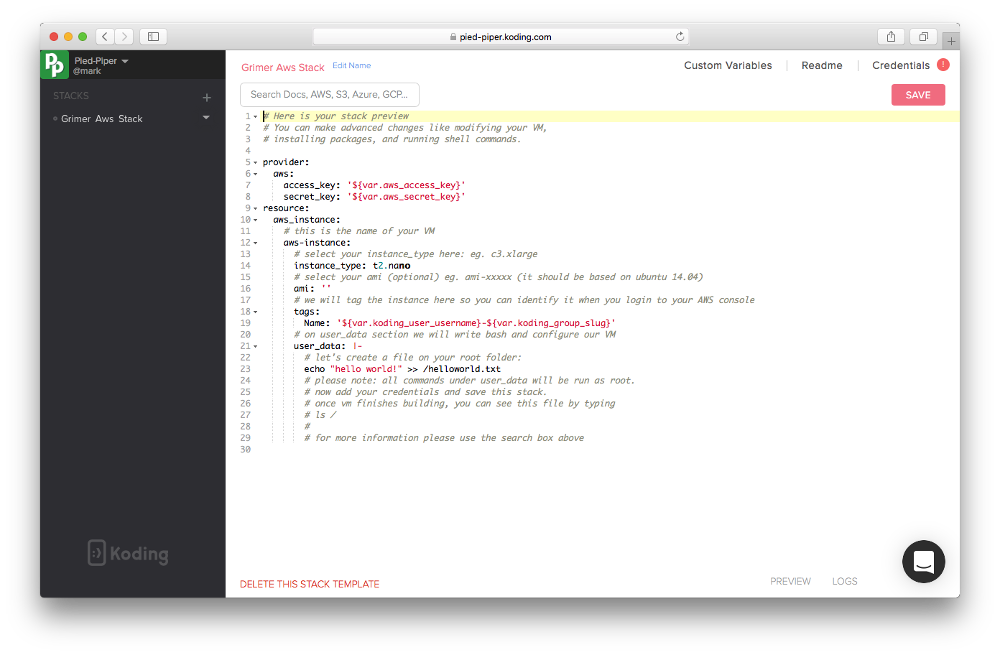 pied-piper.koding.com
Pp
Pied-Piper
@mark
STACKS
Grimer Aws Stack
Grimer Aws Stack Edit Name
Custom Variables
Readme
Credentials !
Search Docs, AWS, S3, Azure, GCP...
SAVE
1 # Here is your stack preview
2 # You can make advanced changes like modifying your VM,
3 # installing packages, and running shell commands.
4
5 provider:
6 aws:
7 access_key: '${var.aws_access_key}'
8 secret_key: '${var.aws_secret_key}'
9 resource:
10 aws_instance:
11 # this is the name of your VM
12 aws-instance:
13 # select your instance_type here: eg. c3.xlarge
14 instance_type: t2.nano
15 # select your ami (optional) eg. ami-xxxxx (it should be based on ubuntu 14.04)
16 ami: ''
17 # we will tag the instance here so you can identify it when you login to your AWS console
18 tags:
19 Name: '${var.koding_user_username}-${var.koding_group_slug}'
20 # on user_data section we will write bash and configure our VM
21 user_data: |-
22 # let's create a file on your root folder:
23 echo "hello world!" >> /helloworld.txt
24 # please note: all commands under user_data will be run as root.
25 # now add your credentials and save this stack.
26 # once vm finishes building, you can see this file by typing
27 # ls /
28 #
29 # for more information please use the search box above
30
Koding
DELETE THIS STACK TEMPLATE
PREVIEW
LOGS